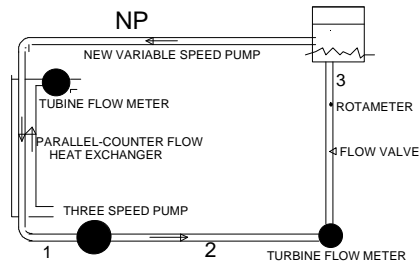 NP
NEW VARIABLE SPEED PUMP
3
TUBINE FLOW METER
ROTAMETER
PARALLEL-COUNTER FLOW
HEAT EXCHANGER
FLOW VALVE
THREE SPEED PUMP
1
2
TURBINE FLOW METER